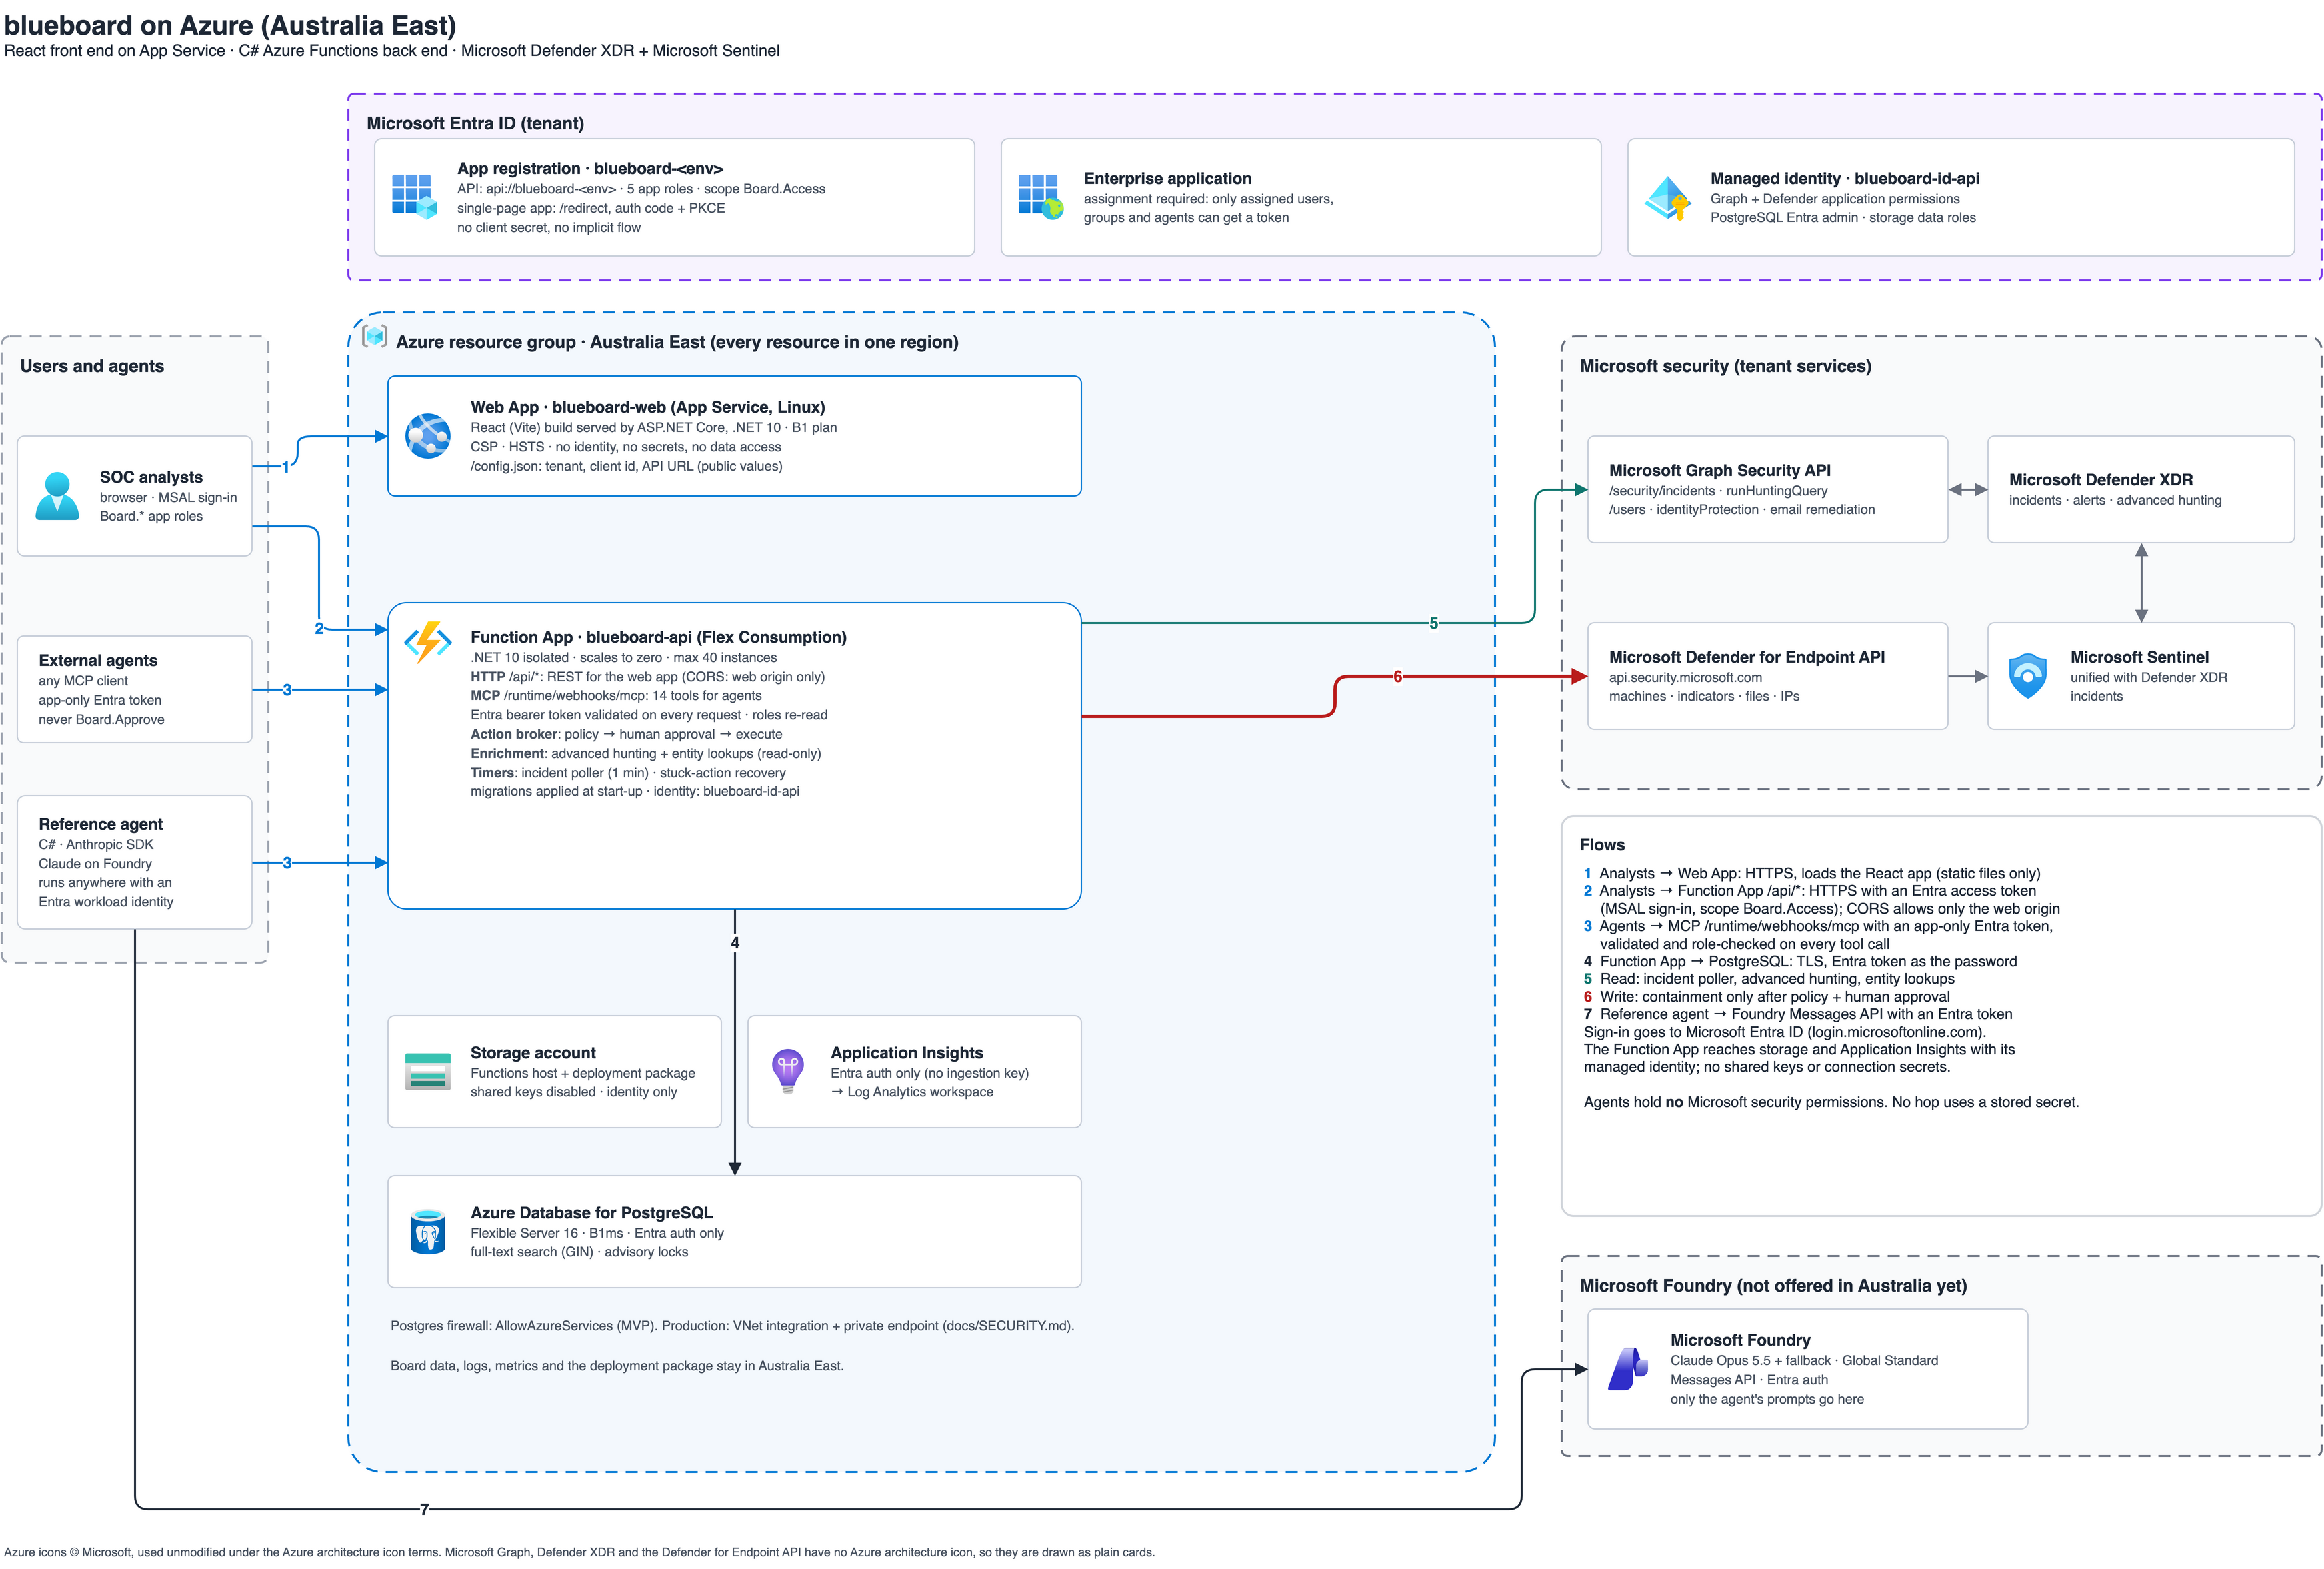 blueboard on Azure (Australia East)
React front end on App Service · C# Azure Functions back end · Microsoft Defender XDR + Microsoft Sentinel
Microsoft Entra ID (tenant)
App registration · blueboard-<env>
API: api://blueboard-<env> · 5 app roles · scope Board.Access
single-page app: /redirect, auth code + PKCE
no client secret, no implicit flow
Enterprise application
assignment required: only assigned users,
groups and agents can get a token
Managed identity · blueboard-id-api
Graph + Defender application permissions
PostgreSQL Entra admin · storage data roles
Users and agents
SOC analysts
browser · MSAL sign-in
Board.* app roles
External agents
any MCP client
app-only Entra token
never Board.Approve
Reference agent
C# · Anthropic SDK
Claude on Foundry
runs anywhere with an
Entra workload identity
1
2
3
3
Azure resource group · Australia East (every resource in one region)
Web App · blueboard-web (App Service, Linux)
React (Vite) build served by ASP.NET Core, .NET 10 · B1 plan
CSP · HSTS · no identity, no secrets, no data access
/config.json: tenant, client id, API URL (public values)
Function App · blueboard-api (Flex Consumption)
.NET 10 isolated · scales to zero · max 40 instances
HTTP /api/*: REST for the web app (CORS: web origin only)
MCP /runtime/webhooks/mcp: 14 tools for agents
Entra bearer token validated on every request · roles re-read
Action broker: policy → human approval → execute
Enrichment: advanced hunting + entity lookups (read-only)
Timers: incident poller (1 min) · stuck-action recovery
migrations applied at start-up · identity: blueboard-id-api
4
5
6
Storage account
Functions host + deployment package
shared keys disabled · identity only
Application Insights
Entra auth only (no ingestion key)
→ Log Analytics workspace
Azure Database for PostgreSQL
Flexible Server 16 · B1ms · Entra auth only
full-text search (GIN) · advisory locks
Postgres firewall: AllowAzureServices (MVP). Production: VNet integration + private endpoint (docs/SECURITY.md).
Board data, logs, metrics and the deployment package stay in Australia East.
Microsoft security (tenant services)
Microsoft Graph Security API
/security/incidents · runHuntingQuery
/users · identityProtection · email remediation
Microsoft Defender XDR
incidents · alerts · advanced hunting
Microsoft Defender for Endpoint API
api.security.microsoft.com
machines · indicators · files · IPs
Microsoft Sentinel
unified with Defender XDR
incidents
Flows
1 Analysts → Web App: HTTPS, loads the React app (static files only)
2 Analysts → Function App /api/*: HTTPS with an Entra access token
(MSAL sign-in, scope Board.Access); CORS allows only the web origin
3 Agents → MCP /runtime/webhooks/mcp with an app-only Entra token,
validated and role-checked on every tool call
4 Function App → PostgreSQL: TLS, Entra token as the password
5 Read: incident poller, advanced hunting, entity lookups
6 Write: containment only after policy + human approval
7 Reference agent → Foundry Messages API with an Entra token
Sign-in goes to Microsoft Entra ID (login.microsoftonline.com).
The Function App reaches storage and Application Insights with its
managed identity; no shared keys or connection secrets.
Agents hold no Microsoft security permissions. No hop uses a stored secret.
Microsoft Foundry (not offered in Australia yet)
Microsoft Foundry
Claude Opus 5.5 + fallback · Global Standard
Messages API · Entra auth
only the agent's prompts go here
7
Azure icons © Microsoft, used unmodified under the Azure architecture icon terms. Microsoft Graph, Defender XDR and the Defender for Endpoint API have no Azure architecture icon, so they are drawn as plain cards.